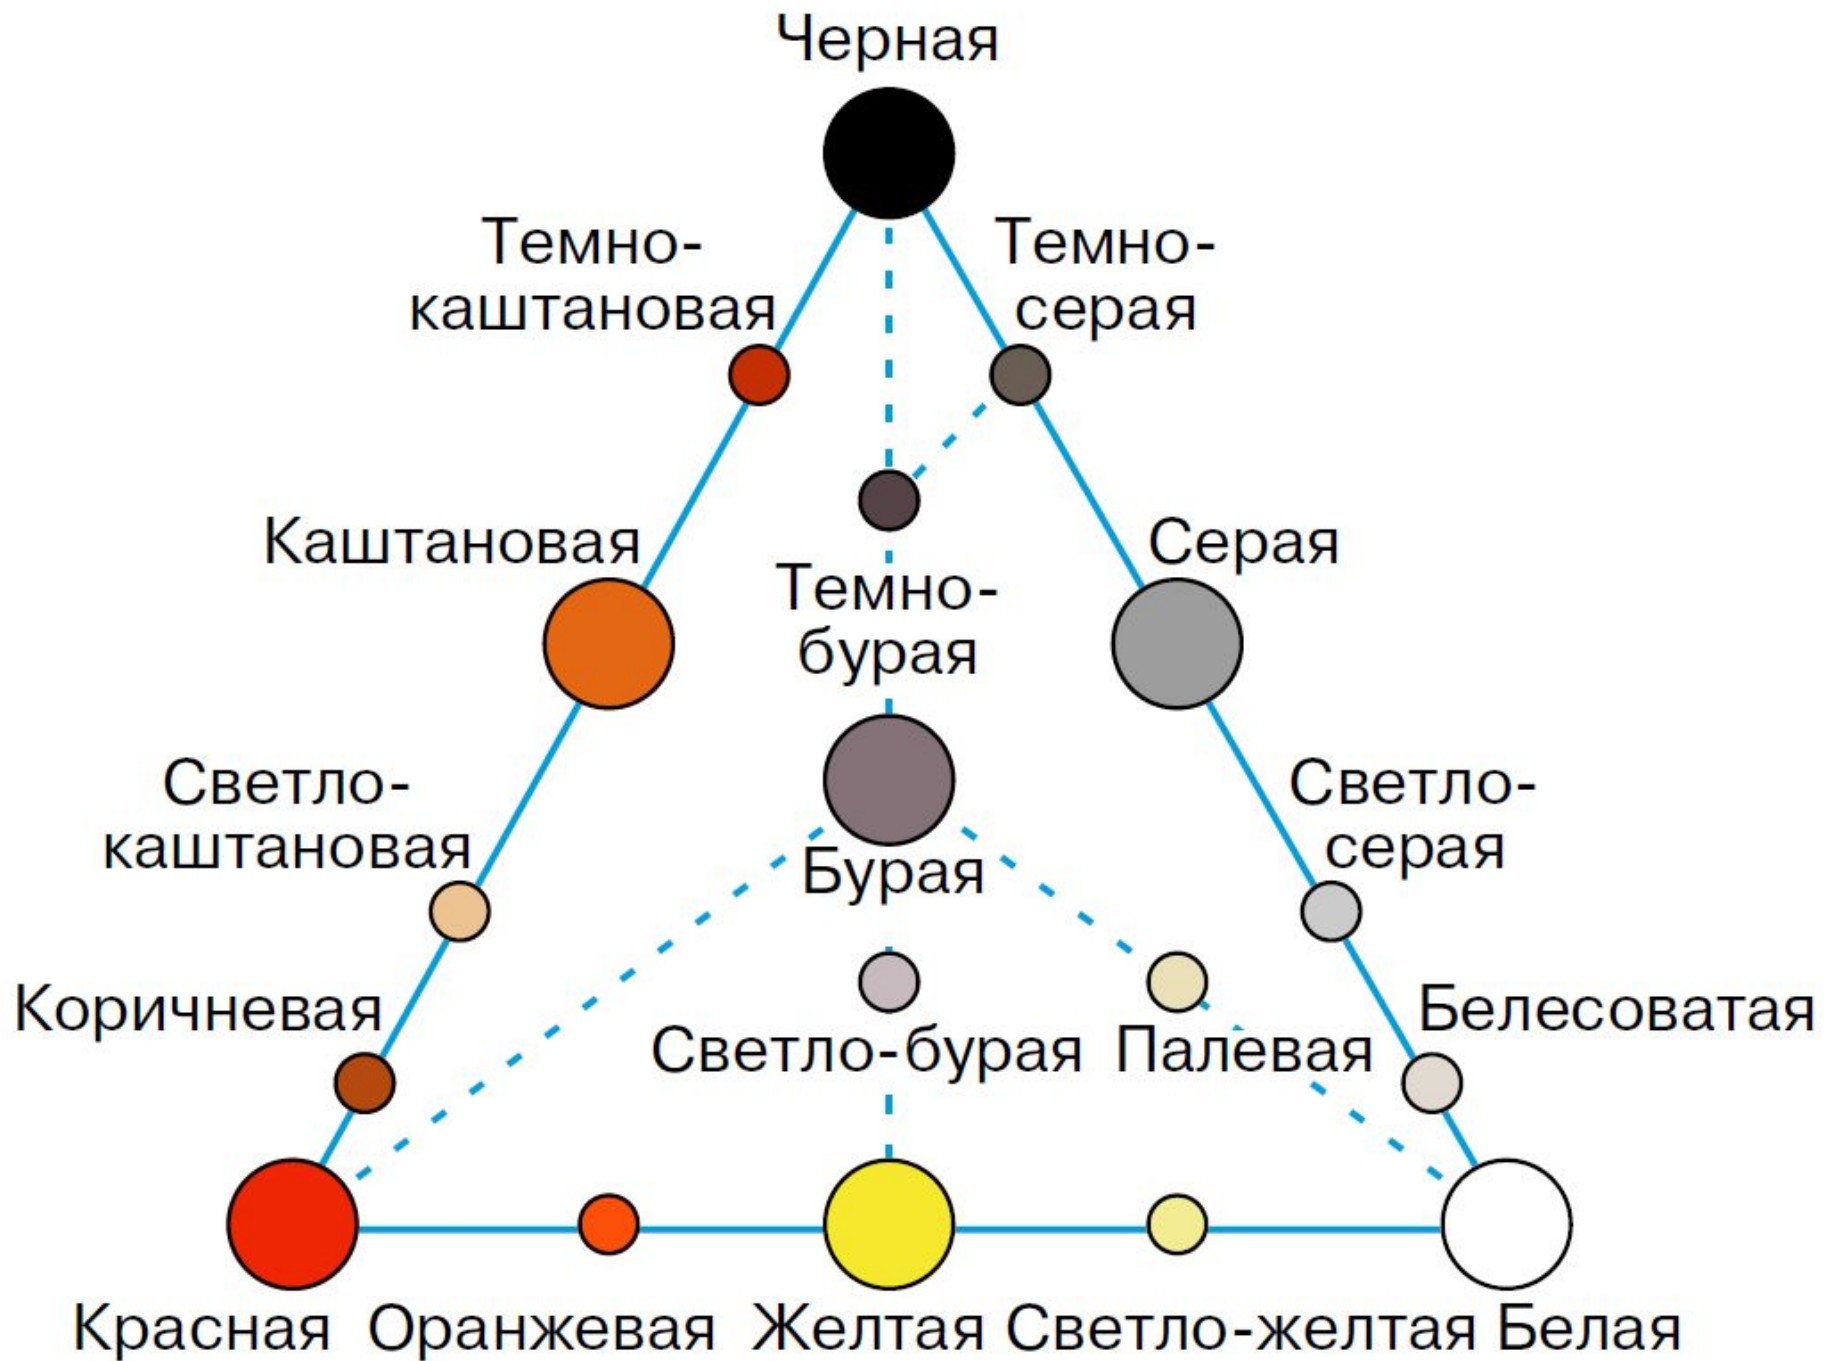 Черная
Темно-
каштановая
Темно-
серая
Каштановая
Серая
Темно-
бурая
Светло-
каштановая
Светло-
серая
Бурая
Коричневая
Белесоватая
Светло-бурая
Палевая
Красная
Оранжевая
Желтая
Светло-желтая
Белая